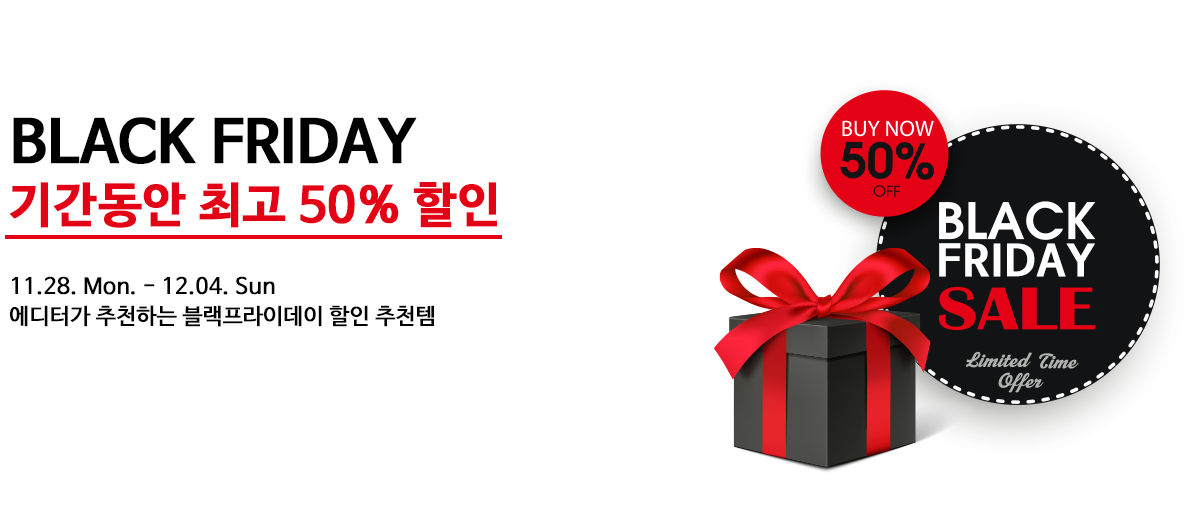 BLACK FRIDAY
기간동안 최고 50% 할인
11.28. Mon. - 12.04. Sun
에디터가 추천하는 블랙프라이데이 할인 추천템
BUY NOW
50%
OFF
BLACK
FRIDAY
SALE
Limited Time
Offer